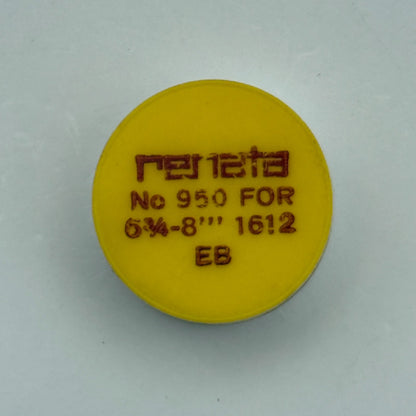 renata
No 950 FOR
6¾-8''' 1612
EB